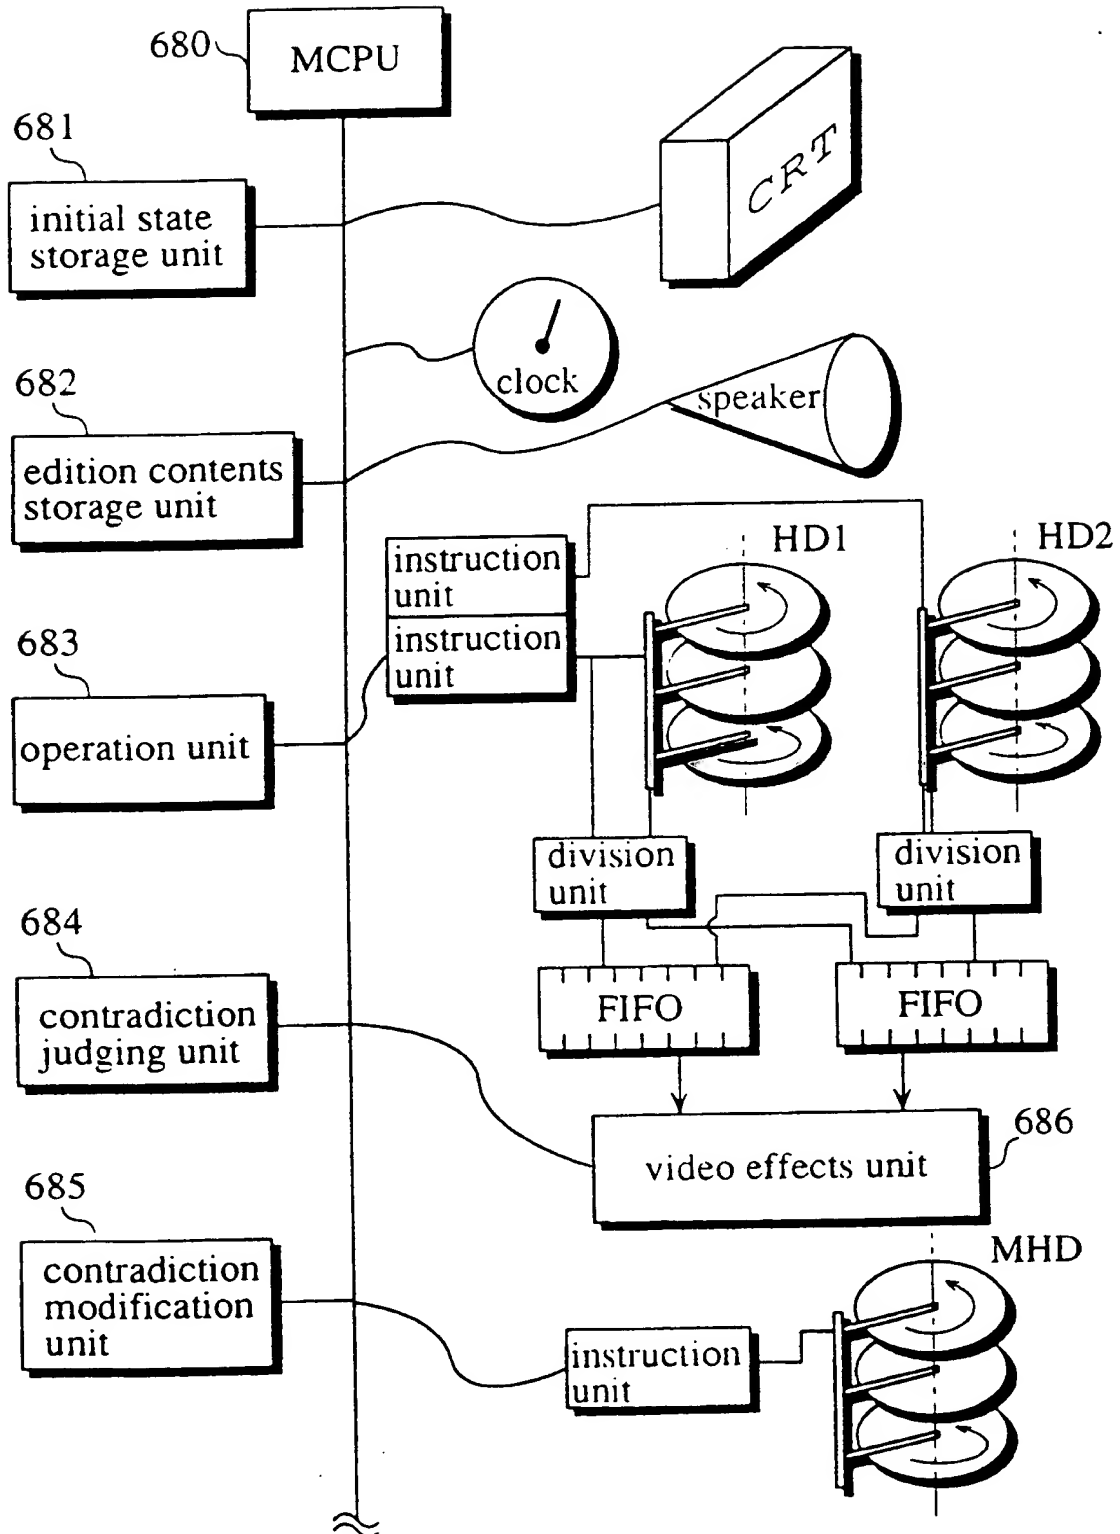 680
MCPU
681
initial state
storage unit
CRT
clock
682
speaker
edition contents
storage unit
HD1
HD2
instruction
unit
instruction
unit
683
operation unit
division
unit
division
unit
684
FIFO
FIFO
contradiction
judging unit
686
video effects unit
685
MHD
contradiction
modification
unit
instruction
unit